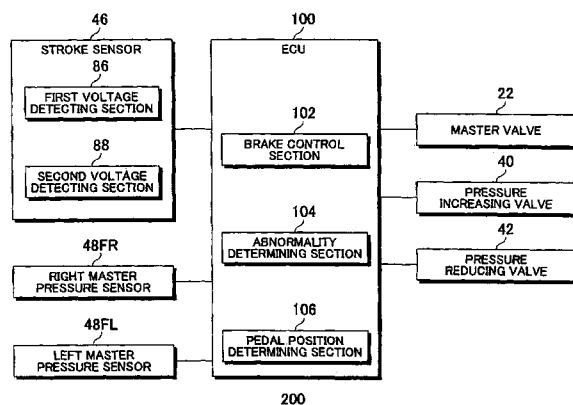 46
STROKE SENSOR
86
FIRST VOLTAGE
DETECTING SECTION
88
SECOND VOLTAGE
DETECTING SECTION
48FR
RIGHT MASTER
PRESSURE SENSOR
48FL
LEFT MASTER
PRESSURE SENSOR
100
ECU
102
BRAKE CONTROL
SECTION
104
ABNORMALITY
DETERMINING SECTION
106
PEDAL POSITION
DETERMINING SECTION
22
MASTER VALVE
40
PRESSURE
INCREASING VALVE
42
PRESSURE
REDUCING VALVE
200